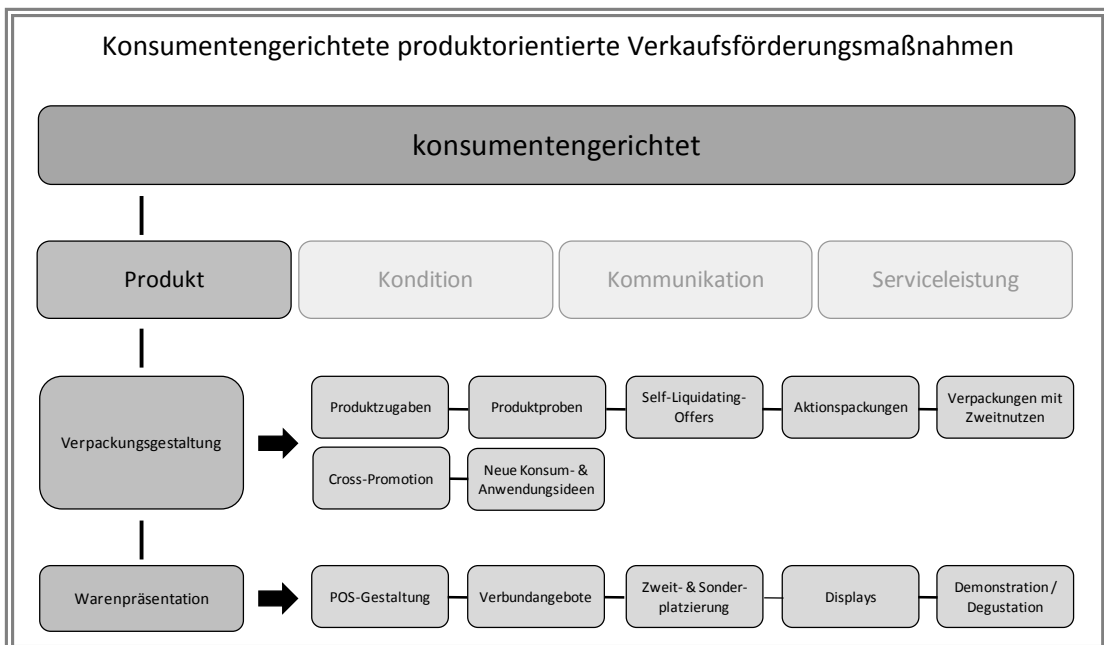 Konsumentengerichtete produktorientierte Verkaufsförderungsmaßnahmen
konsumentengerichtet
Produkt
Kondition
Kommunikation
Serviceleistung
Verpackungsgestaltung
Produktzugaben
Produktproben
Self-Liquidating-
Offers
Aktionspackungen
Verpackungen mit
Zweitnutzen
Cross-Promotion
Neue Konsum- &
Anwendungsideen
Warenpräsentation
POS-Gestaltung
Verbundangebote
Zweit- & Sonder-
platzierung
Displays
Demonstration /
Degustation